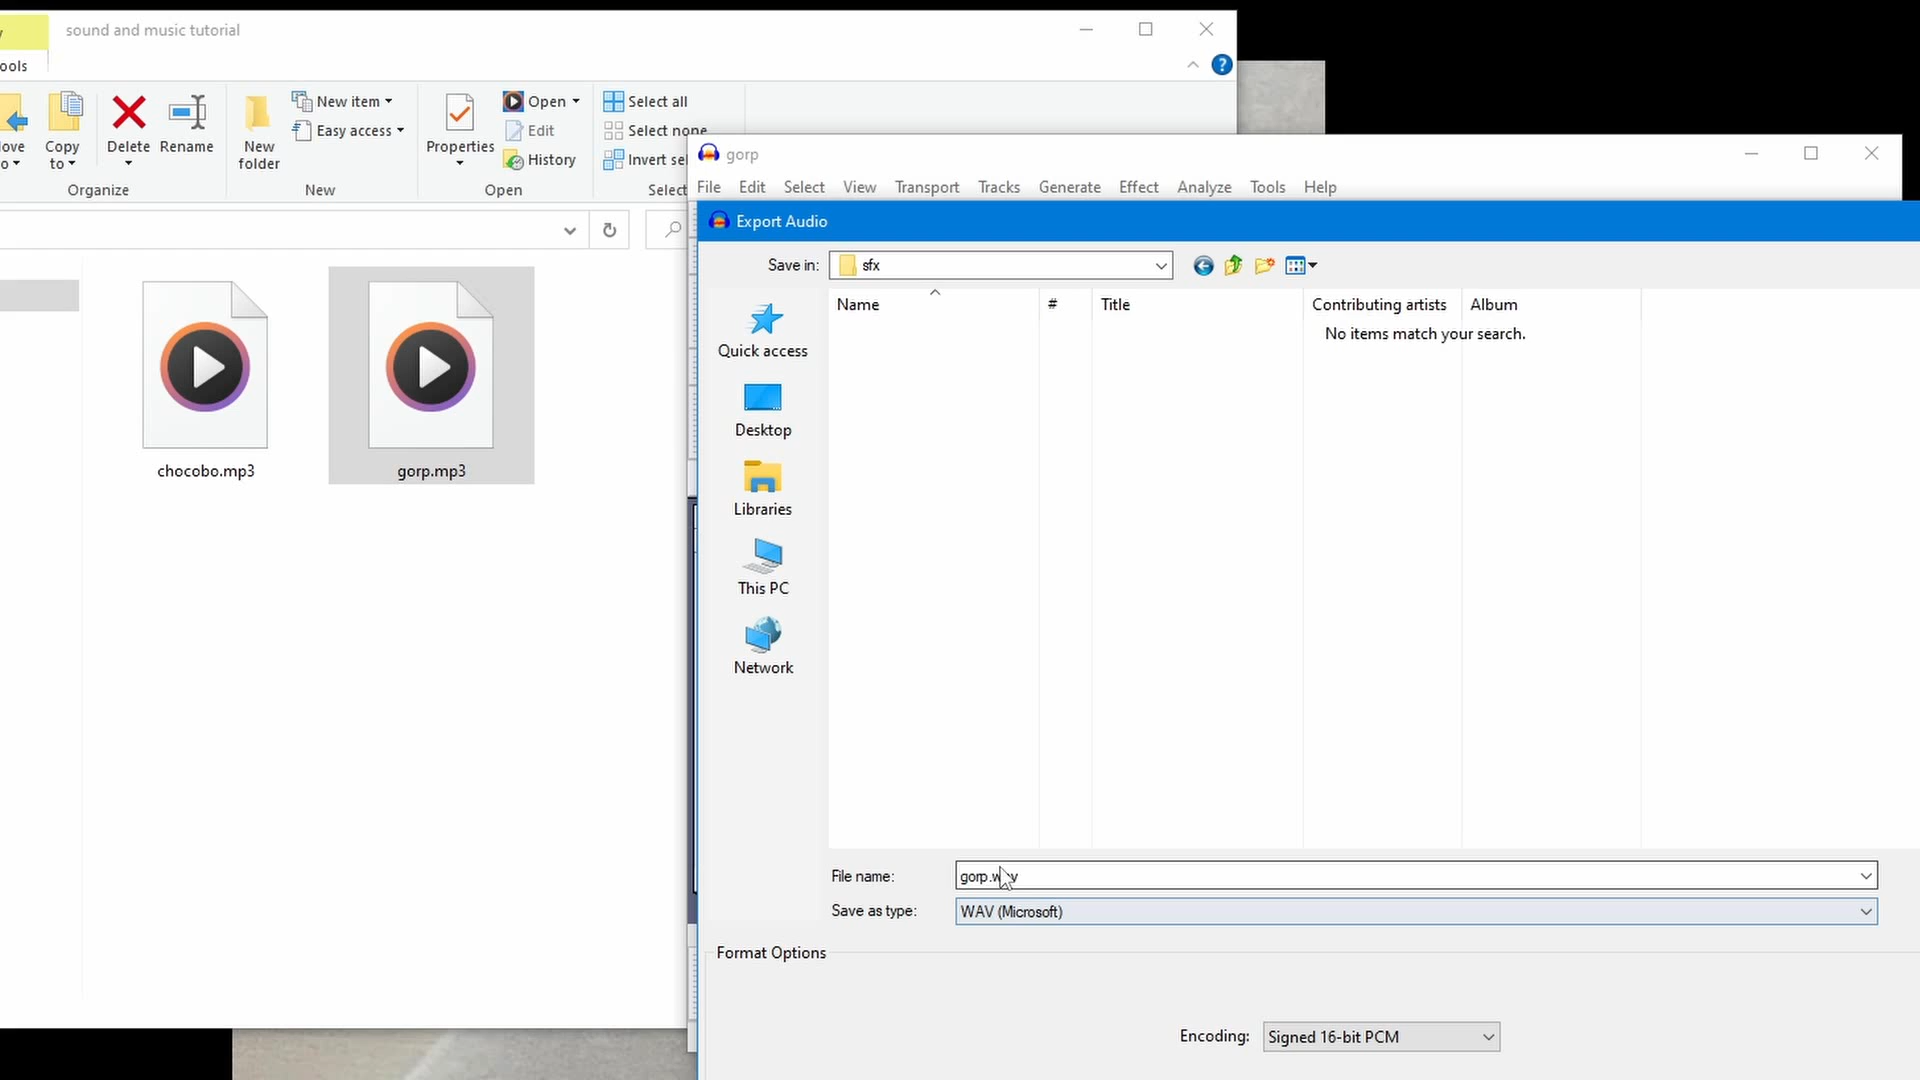 sound and music tutorial
ools
ove
o
Copy
to
Delete
Rename
Organize
New
folder
New item
Easy access
New
Properties
Open
Edit
History
Open
Select all
Select none
Invert se
Select
chocobo.mp3
gorp.mp3
gorp
File Edit Select View Transport Tracks Generate Effect Analyze Tools Help
Export Audio
Save in: sfx
Quick access
Desktop
Libraries
This PC
Network
Name # Title Contributing artists Album
No items match your search.
File name: gorp.wav
Save as type: WAV (Microsoft)
Format Options
Encoding: Signed 16-bit PCM